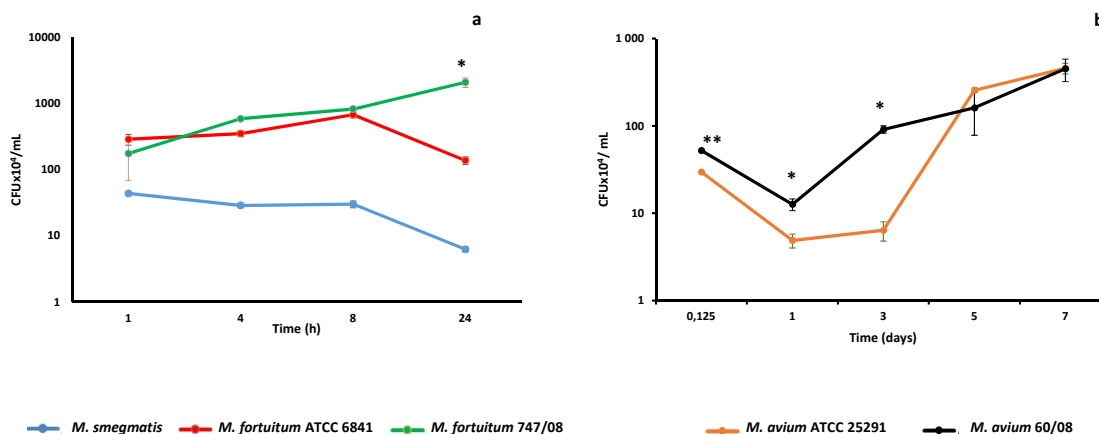 a
CFUx10⁴/mL
10000
1000
100
10
1
*
1 4 8 24
Time (h)
b
CFUx10⁴/ mL
1 000
100
10
1
**
*
*
0,125 1 3 5 7
Time (days)
M. smegmatis M. fortuitum ATCC 6841 M. fortuitum 747/08
M. avium ATCC 25291 M. avium 60/08